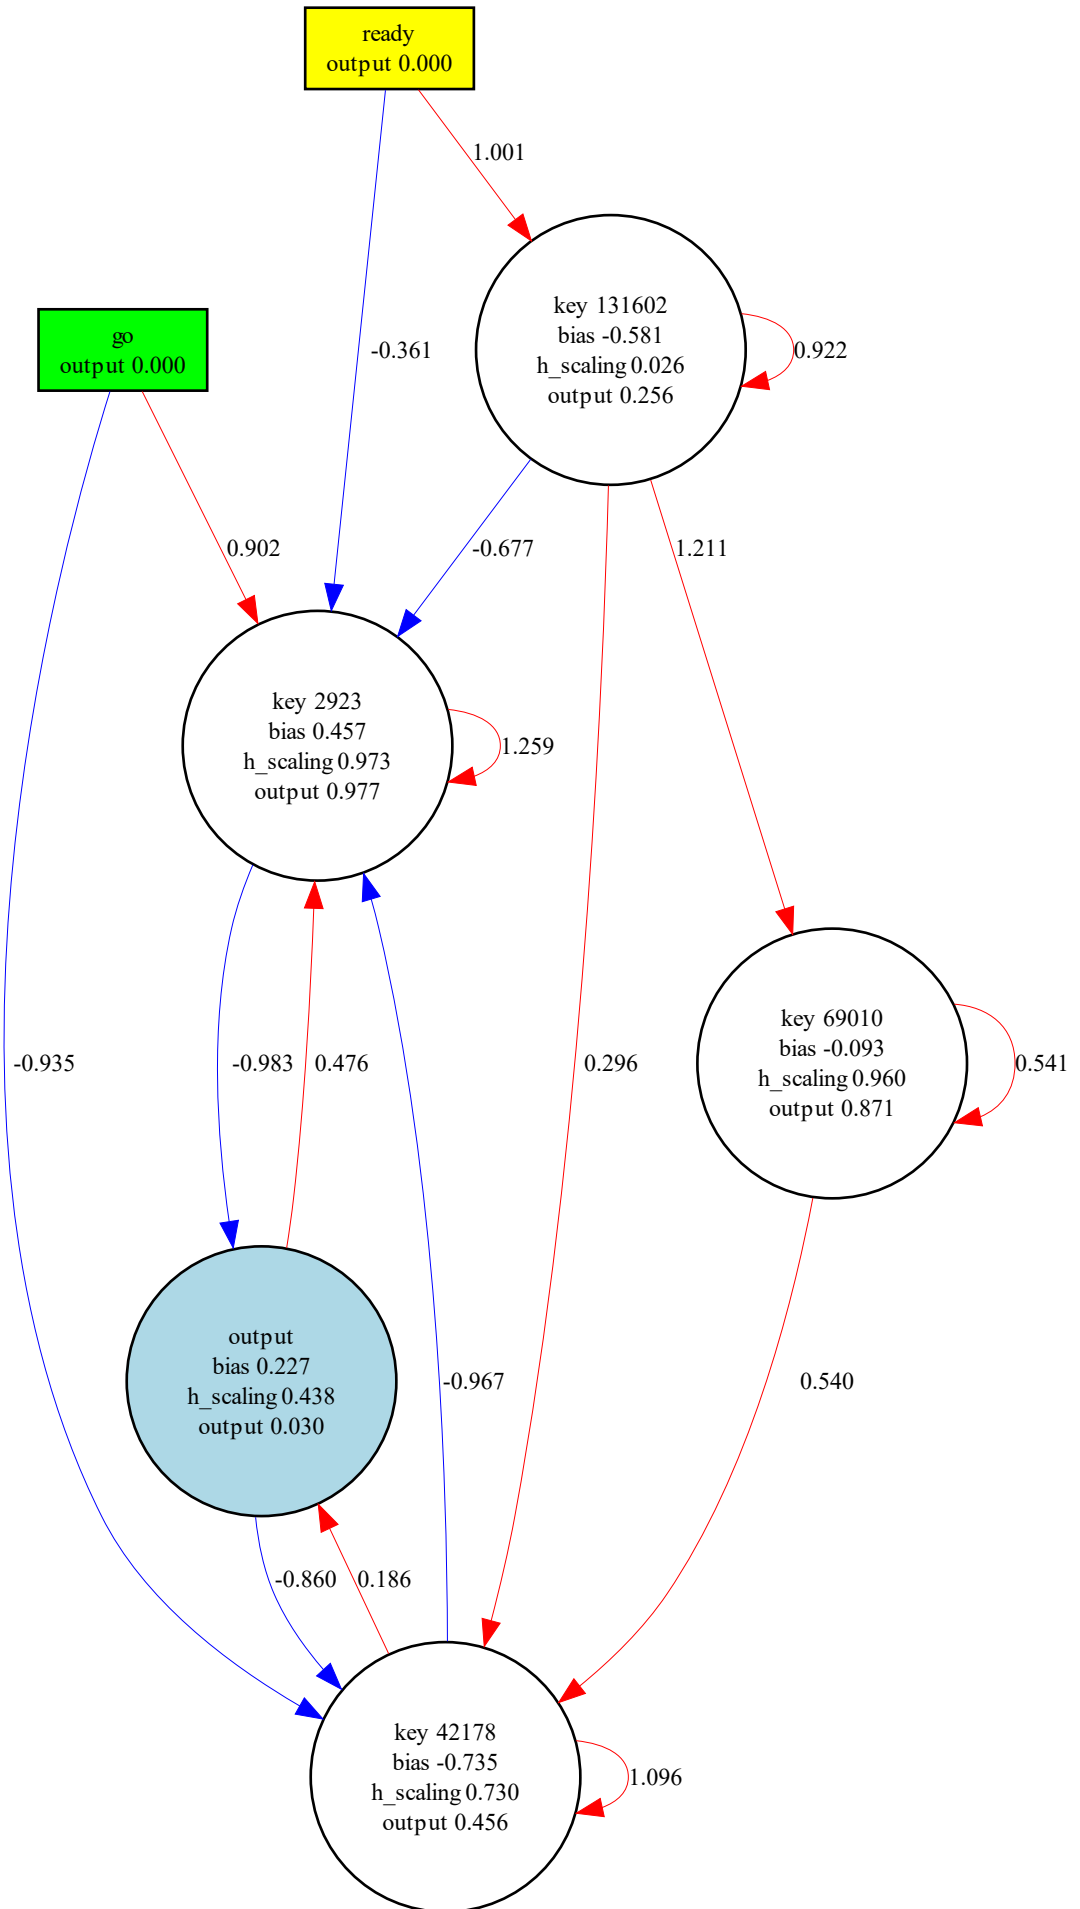 ready
output 0.000
1.001
key 131602
bias -0.581
h_scaling 0.026
output 0.256
0.922
go
output 0.000
-0.361
0.902
-0.677
1.211
key 2923
bias 0.457
h_scaling 0.973
output 0.977
1.259
key 69010
bias -0.093
h_scaling 0.960
output 0.871
0.541
-0.935
-0.983
0.476
0.296
output
bias 0.227
h_scaling 0.438
output 0.030
-0.967
0.540
-0.860
0.186
key 42178
bias -0.735
h_scaling 0.730
output 0.456
1.096